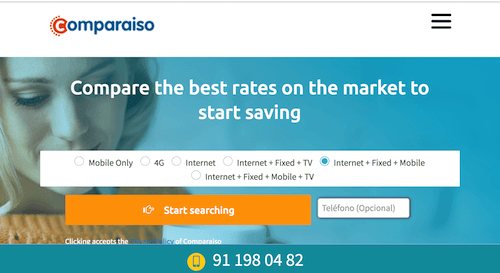 Comparaiso
Compare the best rates on the market to
start saving
Mobile Only 4G Internet Internet + Fixed + TV Internet + Fixed + Mobile
Internet + Fixed + Mobile + TV
Start searching Teléfono (Opcional)
Clicking accepts the of Comparaiso
91 198 04 82